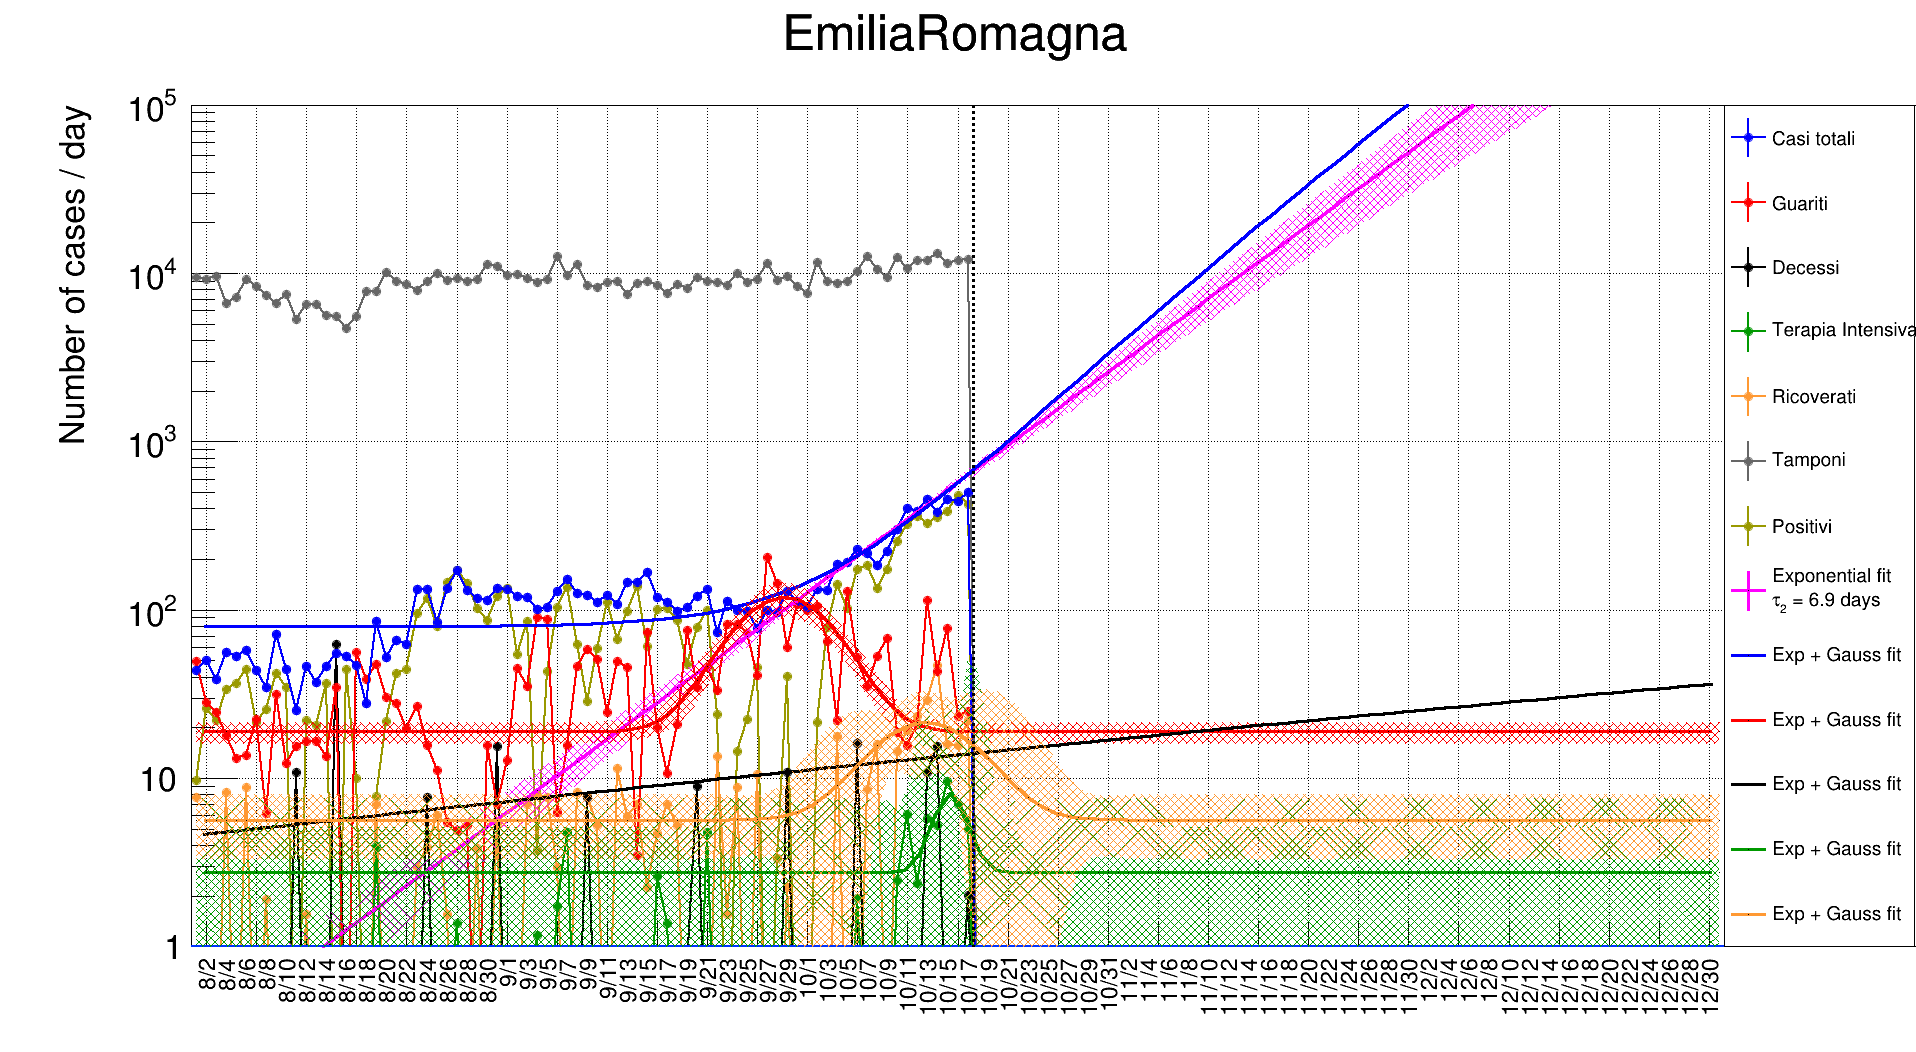 EmiliaRomagna
Number of cases / day
10^5
10^4
10^3
10^2
10
1
8/2 8/4 8/6 8/8 8/10 8/12 8/14 8/16 8/18 8/20 8/22 8/24 8/26 8/28 8/30 9/1 9/3 9/5 9/7 9/9 9/11 9/13 9/15 9/17 9/19 9/21 9/23 9/25 9/27 9/29 10/1 10/3 10/5 10/7 10/9 10/11 10/13 10/15 10/17 10/19 10/21 10/23 10/25 10/27 10/29 10/31 11/2 11/4 11/6 11/8 11/10 11/12 11/14 11/16 11/18 11/20 11/22 11/24 11/26 11/28 11/30 12/2 12/4 12/6 12/8 12/10 12/12 12/14 12/16 12/18 12/20 12/22 12/24 12/26 12/28 12/30
Casi totali
Guariti
Decessi
Terapia Intensiva
Ricoverati
Tamponi
Positivi
Exponential fit
τ₂ = 6.9 days
Exp + Gauss fit
Exp + Gauss fit
Exp + Gauss fit
Exp + Gauss fit
Exp + Gauss fit